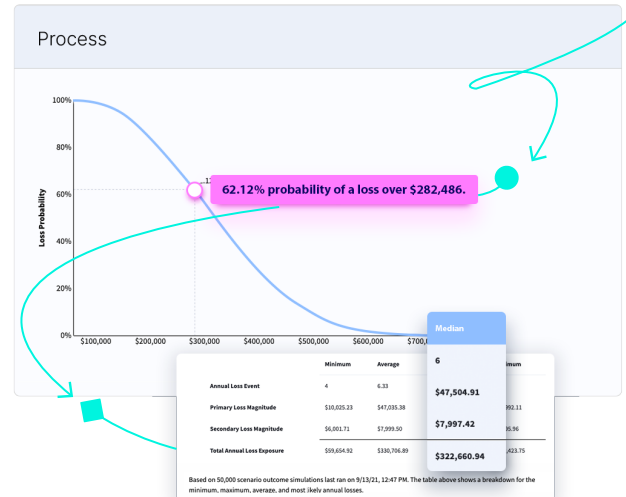 Process
100%
80%
60%
40%
20%
0%
Loss Probability
62.12% probability of a loss over $282,486.
$100,000 $200,000 $300,000 $400,000 $500,000 $600,000
Minimum Average Median
Annual Loss Event 4 6.33 6
Primary Loss Magnitude $10,025.23 $47,035.38 $47,504.91
Secondary Loss Magnitude $6,001.71 $7,999.50 $7,997.42
Total Annual Loss Exposure $59,654.92 $330,706.89 $322,660.94
Based on 50,000 scenario outcome simulations last ran on 9/13/21, 12:47 PM. The table above shows a breakdown for the
minimum, maximum, average, and most likely annual losses.